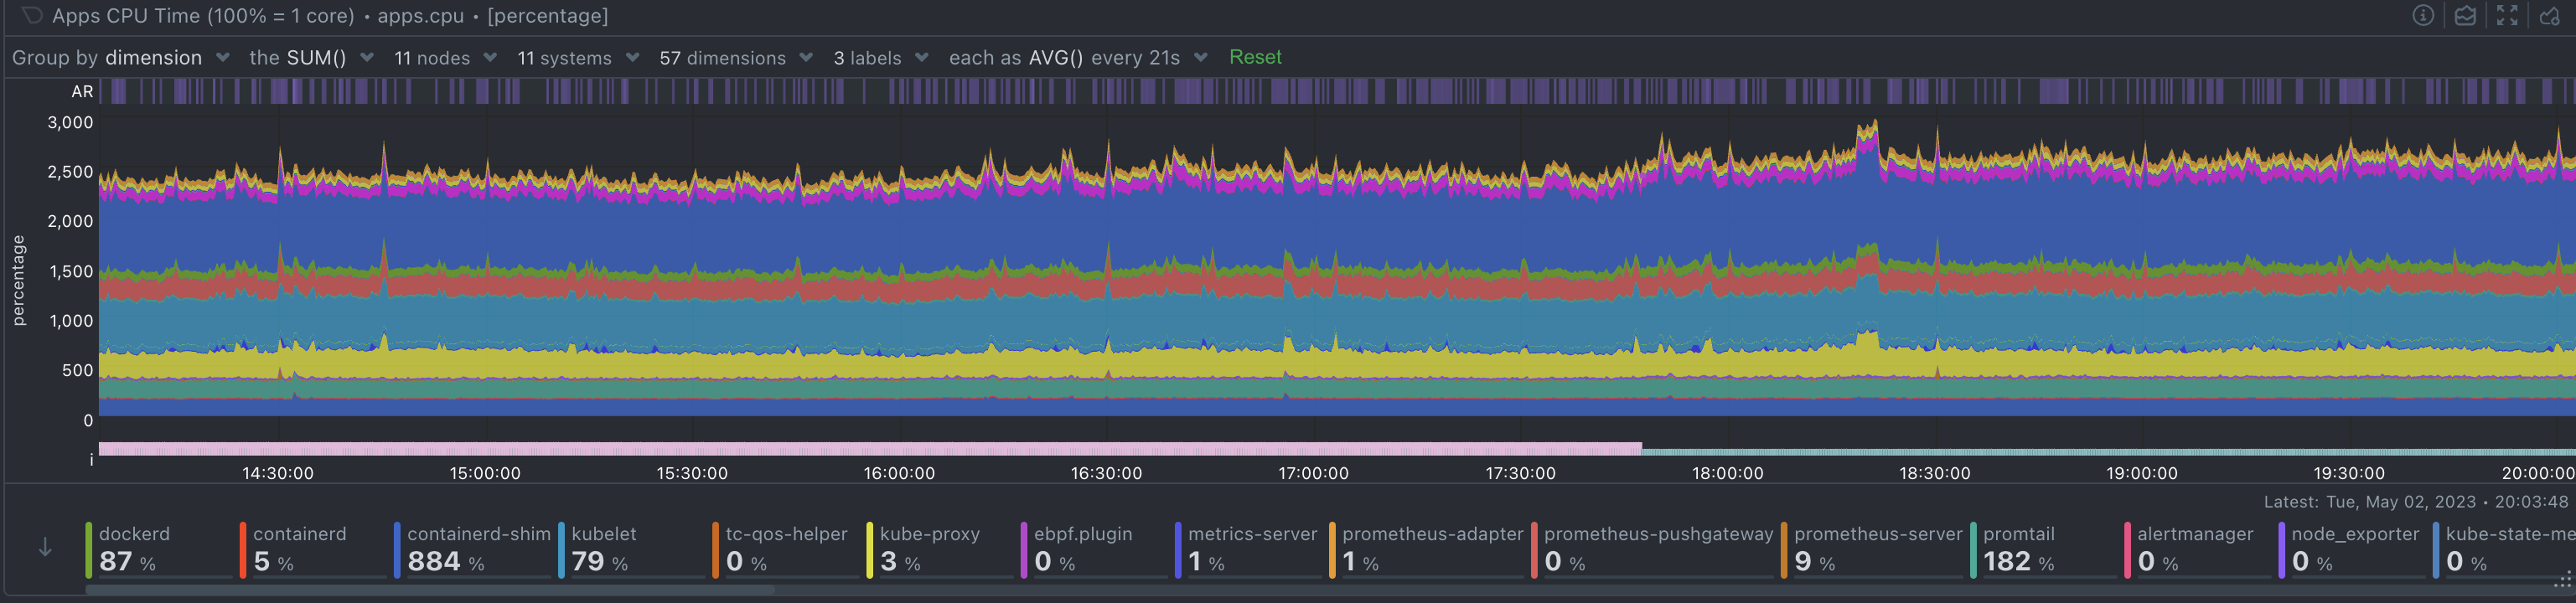 Apps CPU Time (100% = 1 core) • apps.cpu • [percentage]
Group by dimension the SUM() 11 nodes 11 systems 57 dimensions 3 labels each as AVG() every 21s Reset
AR
3,000
2,500
2,000
1,500
1,000
500
0
percentage
i
14:30:00 15:00:00 15:30:00 16:00:00 16:30:00 17:00:00 17:30:00 18:00:00 18:30:00 19:00:00 19:30:00 20:00:00
Latest: Tue, May 02, 2023 • 20:03:48
dockerd containerd containerd-shim kubelet tc-qos-helper kube-proxy ebpf.plugin metrics-server prometheus-adapter prometheus-pushgateway prometheus-server promtail alertmanager node_exporter kube-state-me
87 % 5 % 884 % 79 % 0 % 3 % 0 % 1 % 1 % 0 % 9 % 182 % 0 % 0 % 0 %